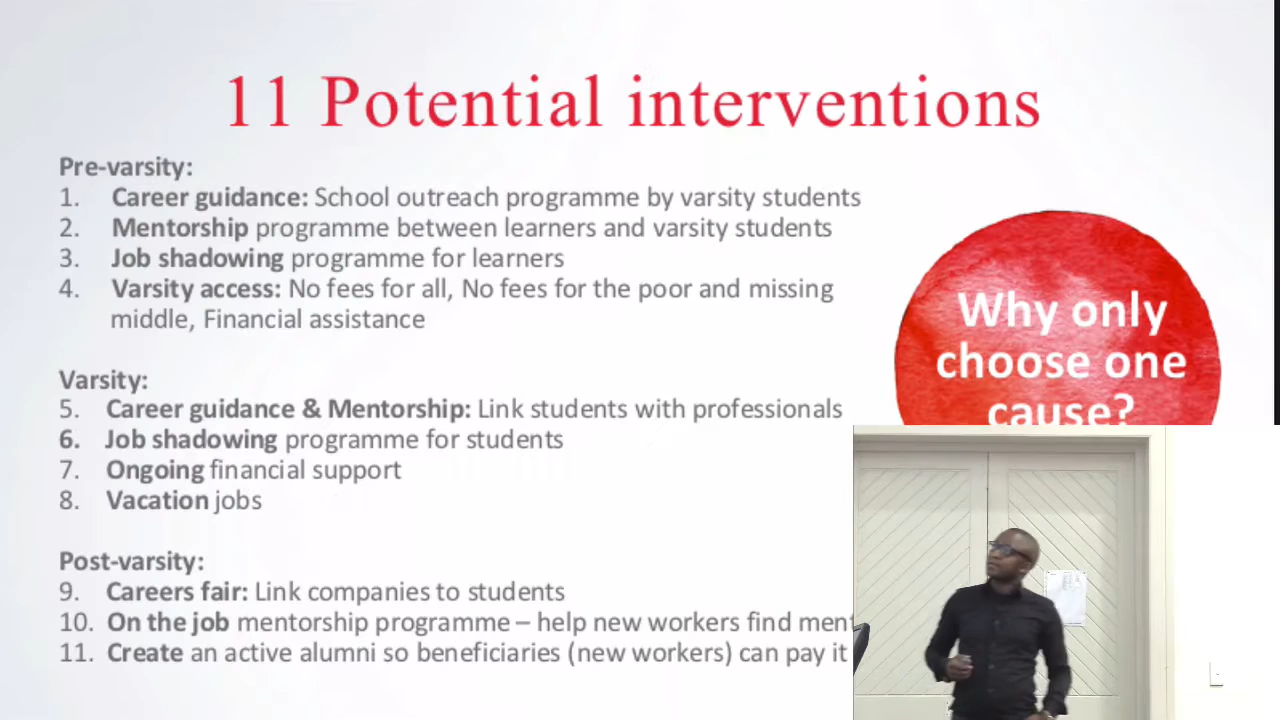 11 Potential interventions
Pre-varsity:
1. Career guidance: School outreach programme by varsity students
2. Mentorship programme between learners and varsity students
3. Job shadowing programme for learners
4. Varsity access: No fees for all, No fees for the poor and missing
middle, Financial assistance
Varsity:
5. Career guidance & Mentorship: Link students with professionals
6. Job shadowing programme for students
7. Ongoing financial support
8. Vacation jobs
Post-varsity:
9. Careers fair: Link companies to students
10. On the job mentorship programme – help new workers find ment
11. Create an active alumni so beneficiaries (new workers) can pay it
Why only
choose one
cause?